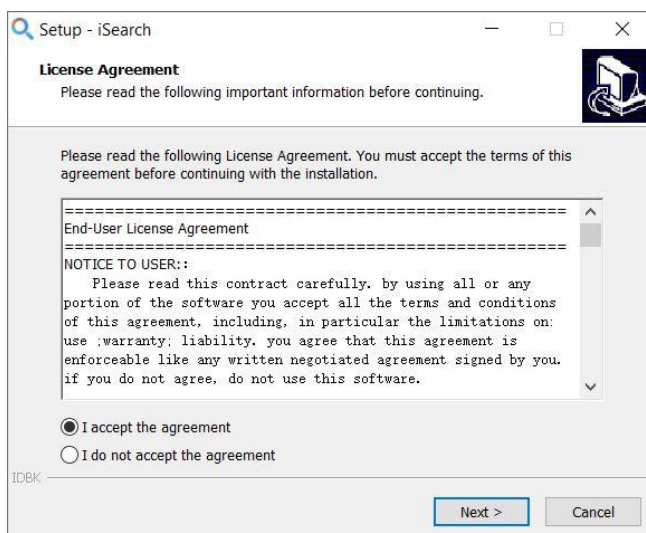 Setup - iSearch
License Agreement
Please read the following important information before continuing.
Please read the following License Agreement. You must accept the terms of this
agreement before continuing with the installation.
==================================================
End-User License Agreement
==================================================
NOTICE TO USER::
Please read this contract carefully. by using all or any
portion of the software you accept all the terms and conditions
of this agreement, including, in particular the limitations on:
use ;warranty; liability. you agree that this agreement is
enforceable like any written negotiated agreement signed by you.
if you do not agree, do not use this software.
I accept the agreement
I do not accept the agreement
IDBK
Next >
Cancel